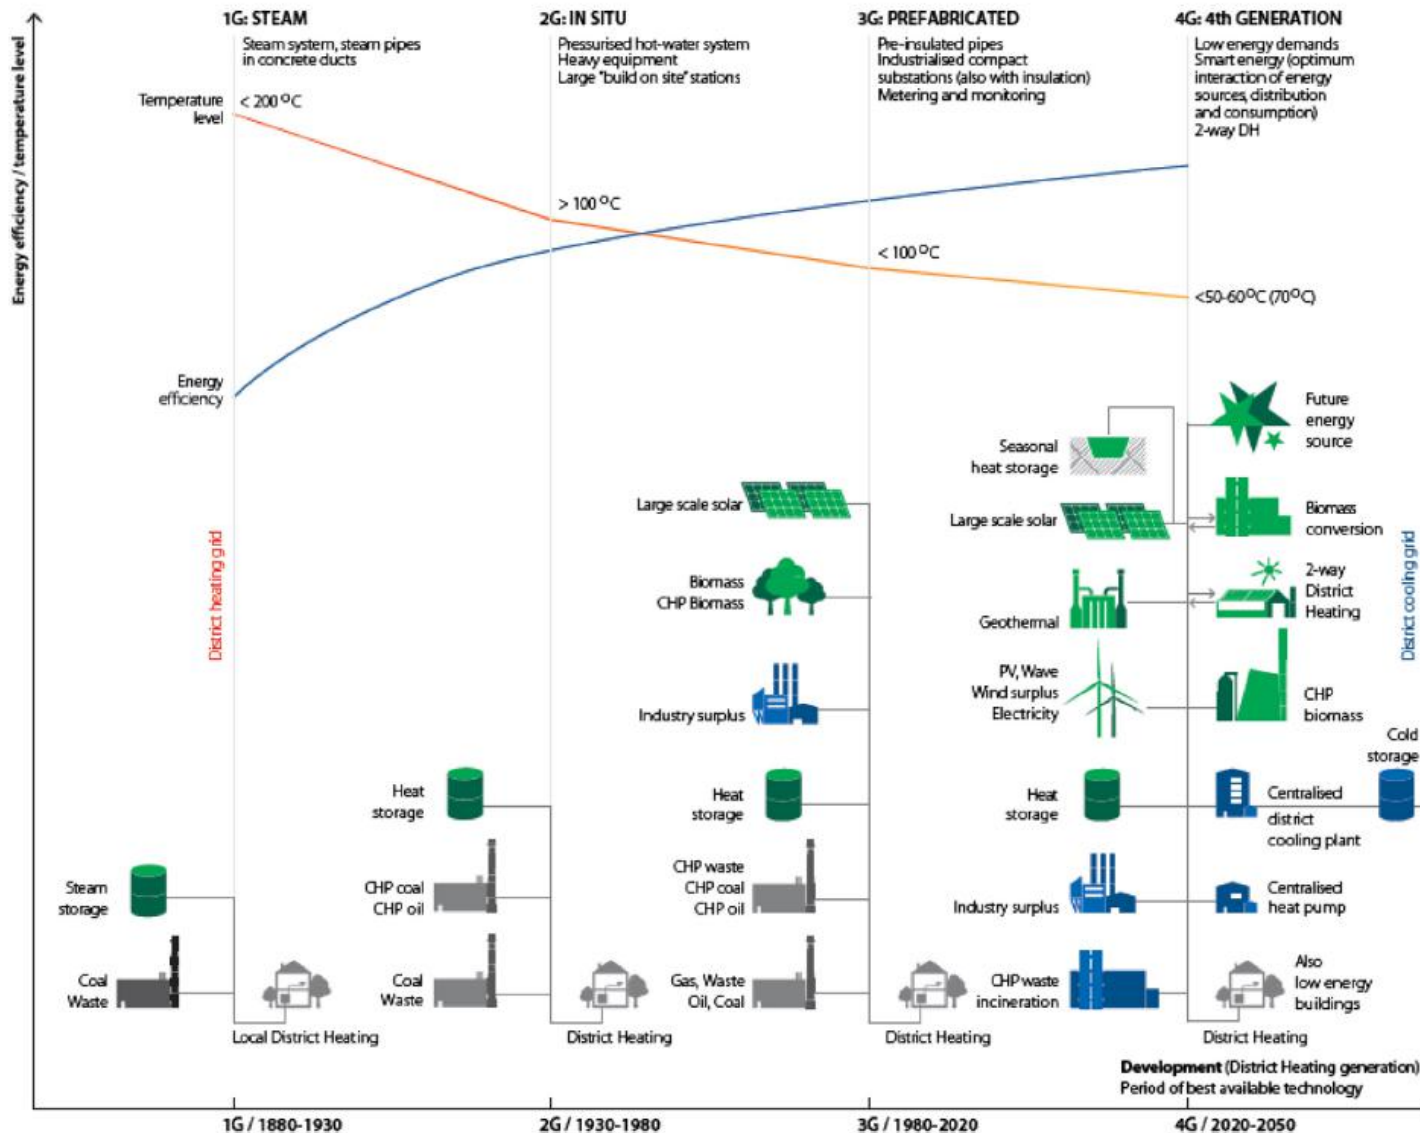 1G: STEAM
Steam system, steam pipes
in concrete ducts
2G: IN SITU
Pressurised hot-water system
Heavy equipment
Large "build on site" stations
3G: PREFABRICATED
Pre-insulated pipes
Industrialised compact
substations (also with insulation)
Metering and monitoring
4G: 4th GENERATION
Low energy demands
Smart energy (optimum
interaction of energy
sources, distribution
and consumption)
2-way DH
Energy efficiency / temperature level
Temperature
level
< 200 °C
> 100 °C
< 100 °C
<50-60°C (70°C)
Energy
efficiency
District heating grid
Steam
storage
Coal
Waste
Local District Heating
Heat
storage
CHP coal
CHP oil
Coal
Waste
District Heating
Large scale solar
Biomass
CHP Biomass
Industry surplus
Heat
storage
CHP waste
CHP coal
CHP oil
Gas, Waste
Oil, Coal
District Heating
Seasonal
heat storage
Large scale solar
Geothermal
PV, Wave
Wind surplus
Electricity
Heat
storage
Industry surplus
CHP waste
incineration
Future
energy
source
Biomass
conversion
2-way
District
Heating
CHP
biomass
Centralised
district
cooling plant
Centralised
heat pump
Also
low energy
buildings
District Heating
Cold
storage
District cooling grid
Development (District Heating generation)
Period of best available technology
1G / 1880-1930
2G / 1930-1980
3G / 1980-2020
4G / 2020-2050